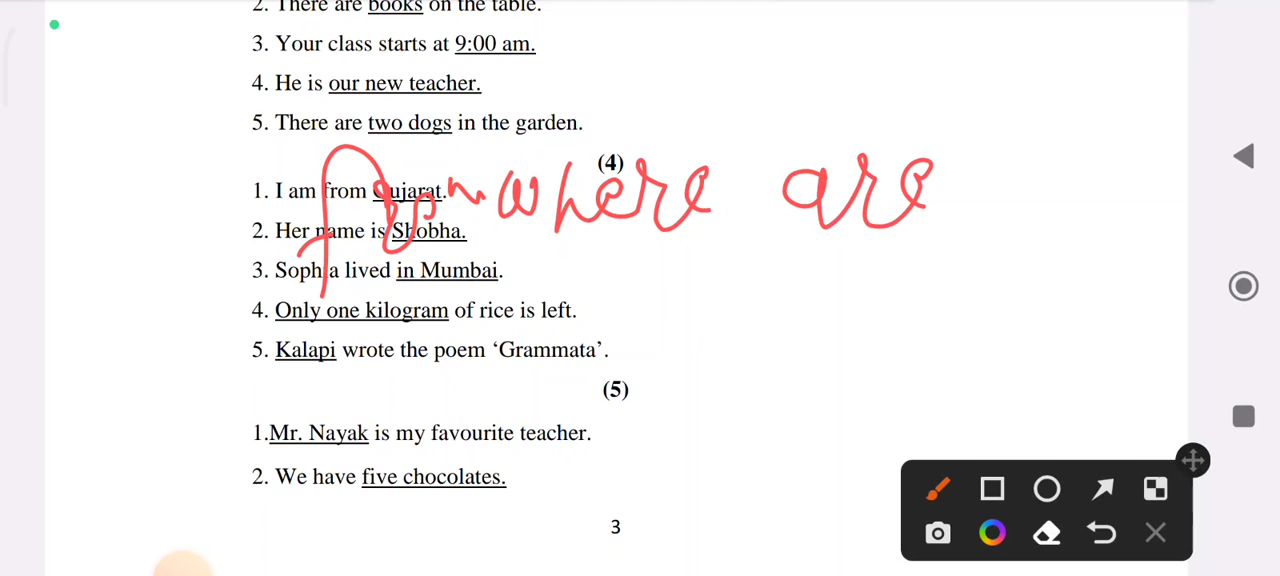 2. There are books on the table.
3. Your class starts at 9:00 am.
4. He is our new teacher.
5. There are two dogs in the garden.
(4)
1. I am from Gujarat.
From where are
2. Her name is Shobha.
3. Sophia lived in Mumbai.
4. Only one kilogram of rice is left.
5. Kalapi wrote the poem ‘Grammata’.
(5)
1.Mr. Nayak is my favourite teacher.
2. We have five chocolates.
3